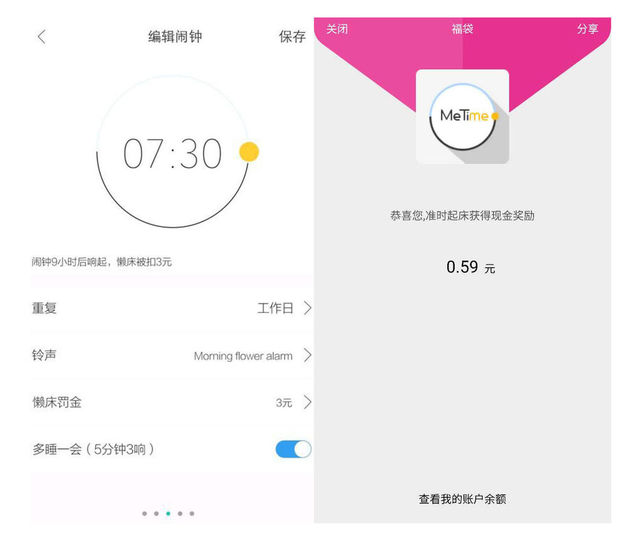 编辑闹钟
保存
07:30
闹钟9小时后响起，懒床被扣3元
重复
工作日
铃声
Morning flower alarm
懒床罚金
3元
多睡一会（5分钟3响）
关闭
福袋
分享
MeTime
恭喜您,准时起床获得现金奖励
0.59 元
查看我的账户余额